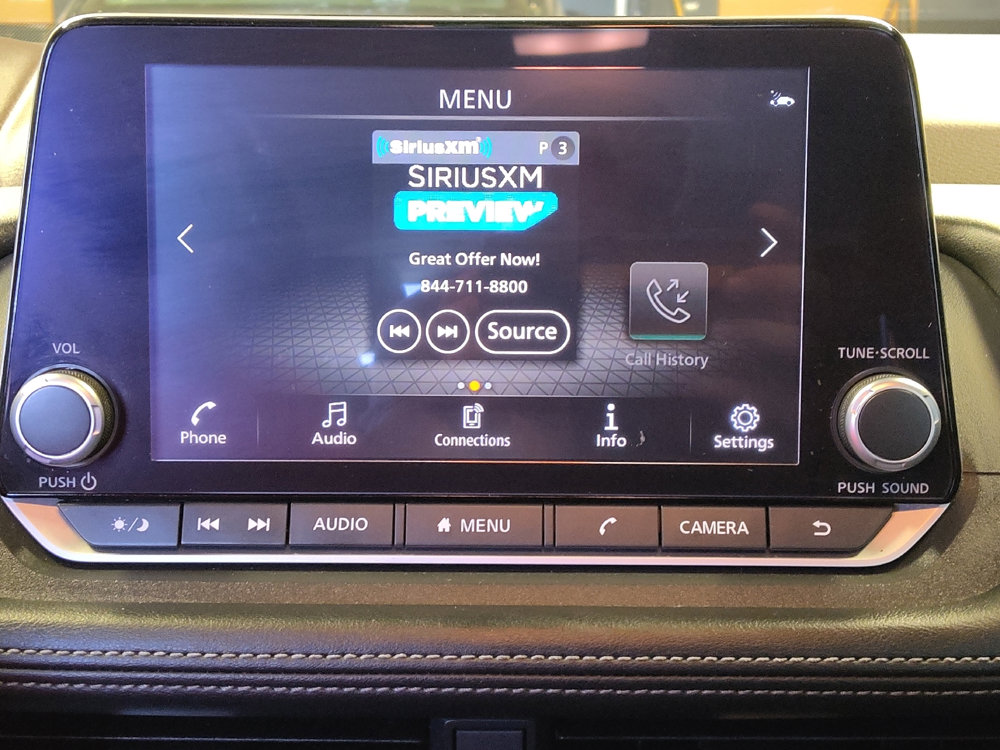 MENU
SiriusXM P 3
SIRIUSXM
PREVIEW
Great Offer Now!
844-711-8800
Source
Call History
VOL
TUNE·SCROLL
Phone
Audio
Connections
Info
Settings
PUSH
PUSH SOUND
AUDIO
MENU
CAMERA